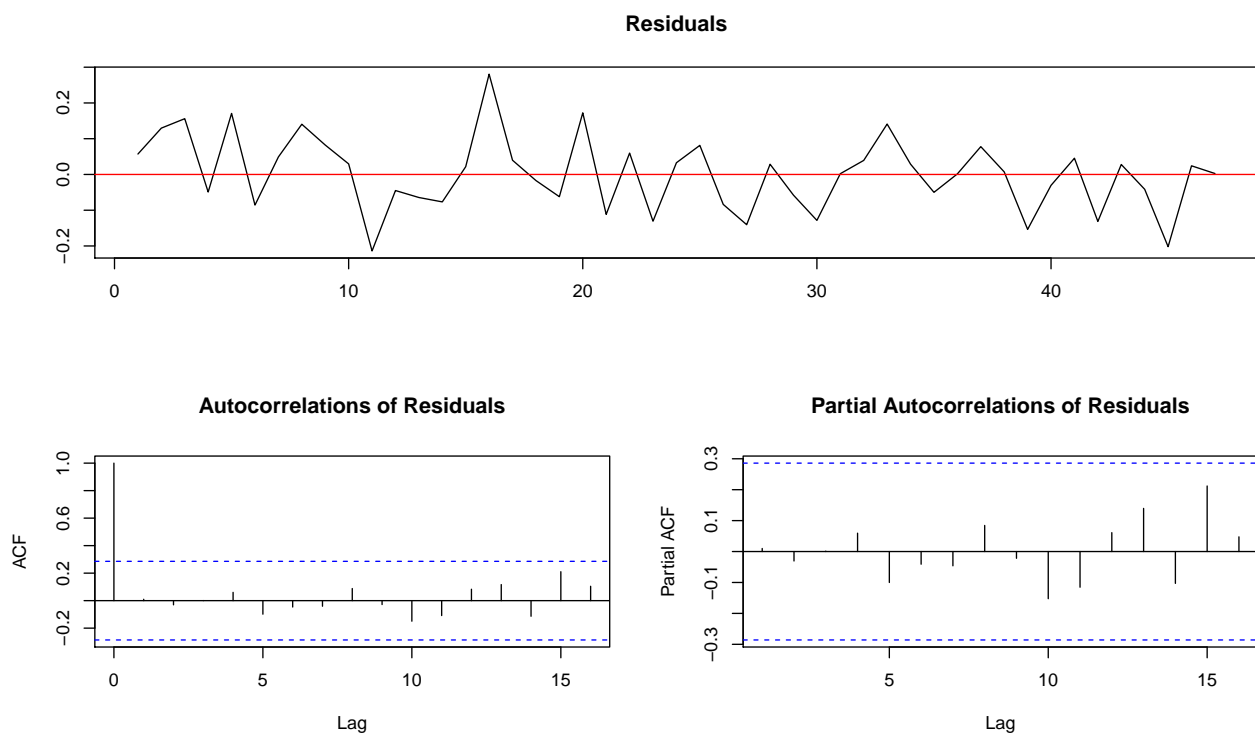 Residuals
0.2
0.0
−0.2
0 10 20 30 40
Autocorrelations of Residuals
Partial Autocorrelations of Residuals
ACF
1.0
0.6
0.2
−0.2
0 5 10 15
Lag
Partial ACF
0.3
0.1
−0.1
−0.3
5 10 15
Lag